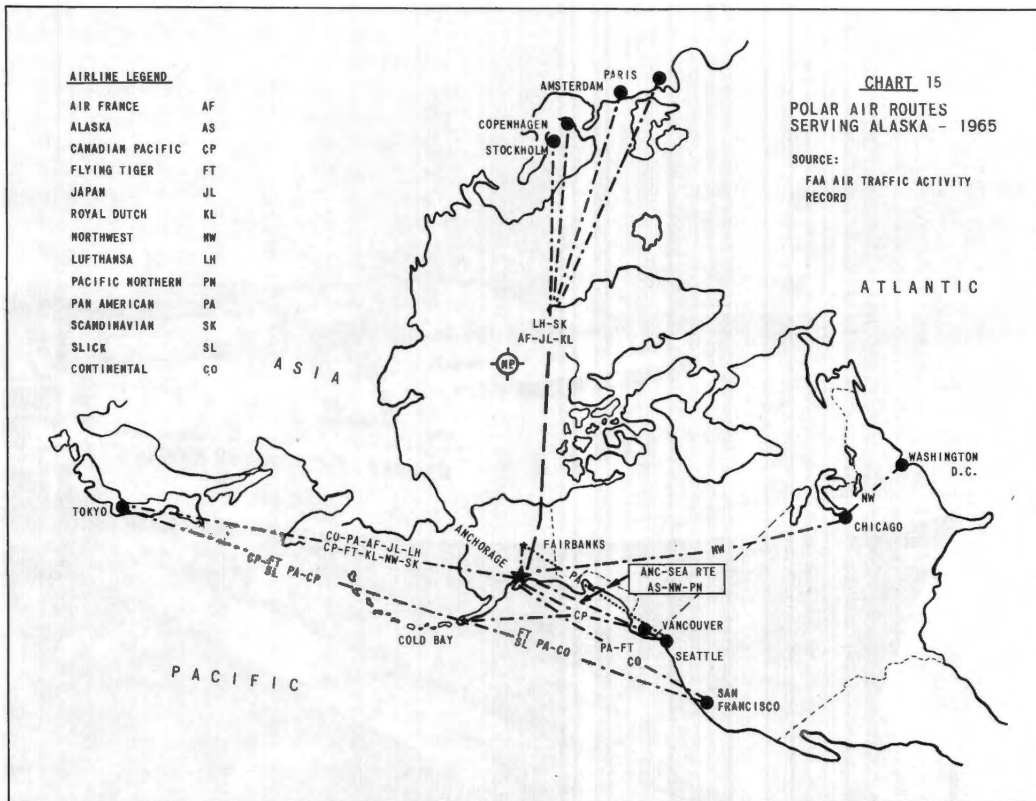 AIRLINE LEGEND
AIR FRANCE AF
ALASKA AS
CANADIAN PACIFIC CP
FLYING TIGER FT
JAPAN JL
ROYAL DUTCH KL
NORTHWEST NW
LUFTHANSA LH
PACIFIC NORTHERN PN
PAN AMERICAN PA
SCANDINAVIAN SK
SLICK SL
CONTINENTAL CO
CHART 15
POLAR AIR ROUTES
SERVING ALASKA - 1965
SOURCE:
FAA AIR TRAFFIC ACTIVITY
RECORD
PARIS
AMSTERDAM
COPENHAGEN
STOCKHOLM
ATLANTIC
LH-SK
AF-JL-KL
NP
ASIA
WASHINGTON
D.C.
NW
CHICAGO
TOKYO
CO-PA-AF-JL-LH
CP-FT-KL-NW-SK
ANCHORAGE
FAIRBANKS
NW
PAC
ANC-SEA RTE
AS-NW-PN
CP-FT PA-CP
SL
COLD BAY
CP
VANCOUVER
SEATTLE
FT
SL PA-CO
PA-FT
CO
PACIFIC
SAN
FRANCISCO